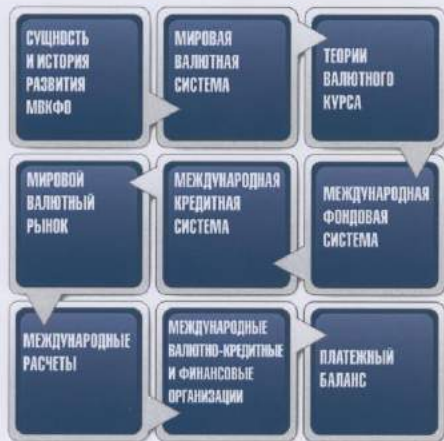 СУЩНОСТЬ
И ИСТОРИЯ
РАЗВИТИЯ
МВКФО
МИРОВАЯ
ВАЛЮТНАЯ
СИСТЕМА
ТЕОРИИ
ВАЛЮТНОГО
КУРСА
МИРОВОЙ
ВАЛЮТНЫЙ
РЫНОК
МЕЖДУНАРОДНАЯ
КРЕДИТНАЯ
СИСТЕМА
МЕЖДУНАРОДНАЯ
ФОНДОВАЯ
СИСТЕМА
МЕЖДУНАРОДНЫЕ
РАСЧЕТЫ
МЕЖДУНАРОДНЫЕ
ВАЛЮТНО-КРЕДИТНЫЕ
И ФИНАНСОВЫЕ
ОРГАНИЗАЦИИ
ПЛАТЕЖНЫЙ
БАЛАНС